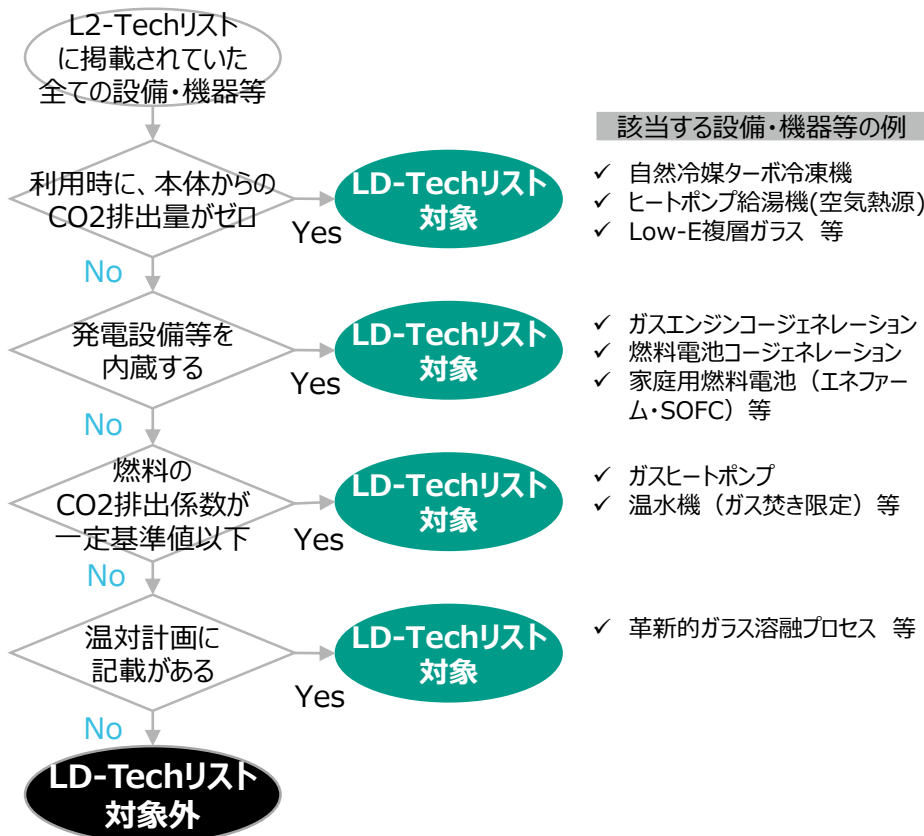 L2-Techリスト
に掲載されていた
全ての設備・機器等
該当する設備・機器等の例
利用時に、本体からの
CO2排出量がゼロ
Yes
LD-Techリスト
対象
✓ 自然冷媒ターボ冷凍機
✓ ヒートポンプ給湯機(空気熱源)
✓ Low-E複層ガラス 等
No
発電設備等を
内蔵する
Yes
LD-Techリスト
対象
✓ ガスエンジンコージェネレーション
✓ 燃料電池コージェネレーション
✓ 家庭用燃料電池（エネファー
ム・SOFC）等
No
燃料の
CO2排出係数が
一定基準値以下
Yes
LD-Techリスト
対象
✓ ガスヒートポンプ
✓ 温水機（ガス焚き限定）等
No
温対計画に
記載がある
Yes
LD-Techリスト
対象
✓ 革新的ガラス溶融プロセス 等
No
LD-Techリスト
対象外